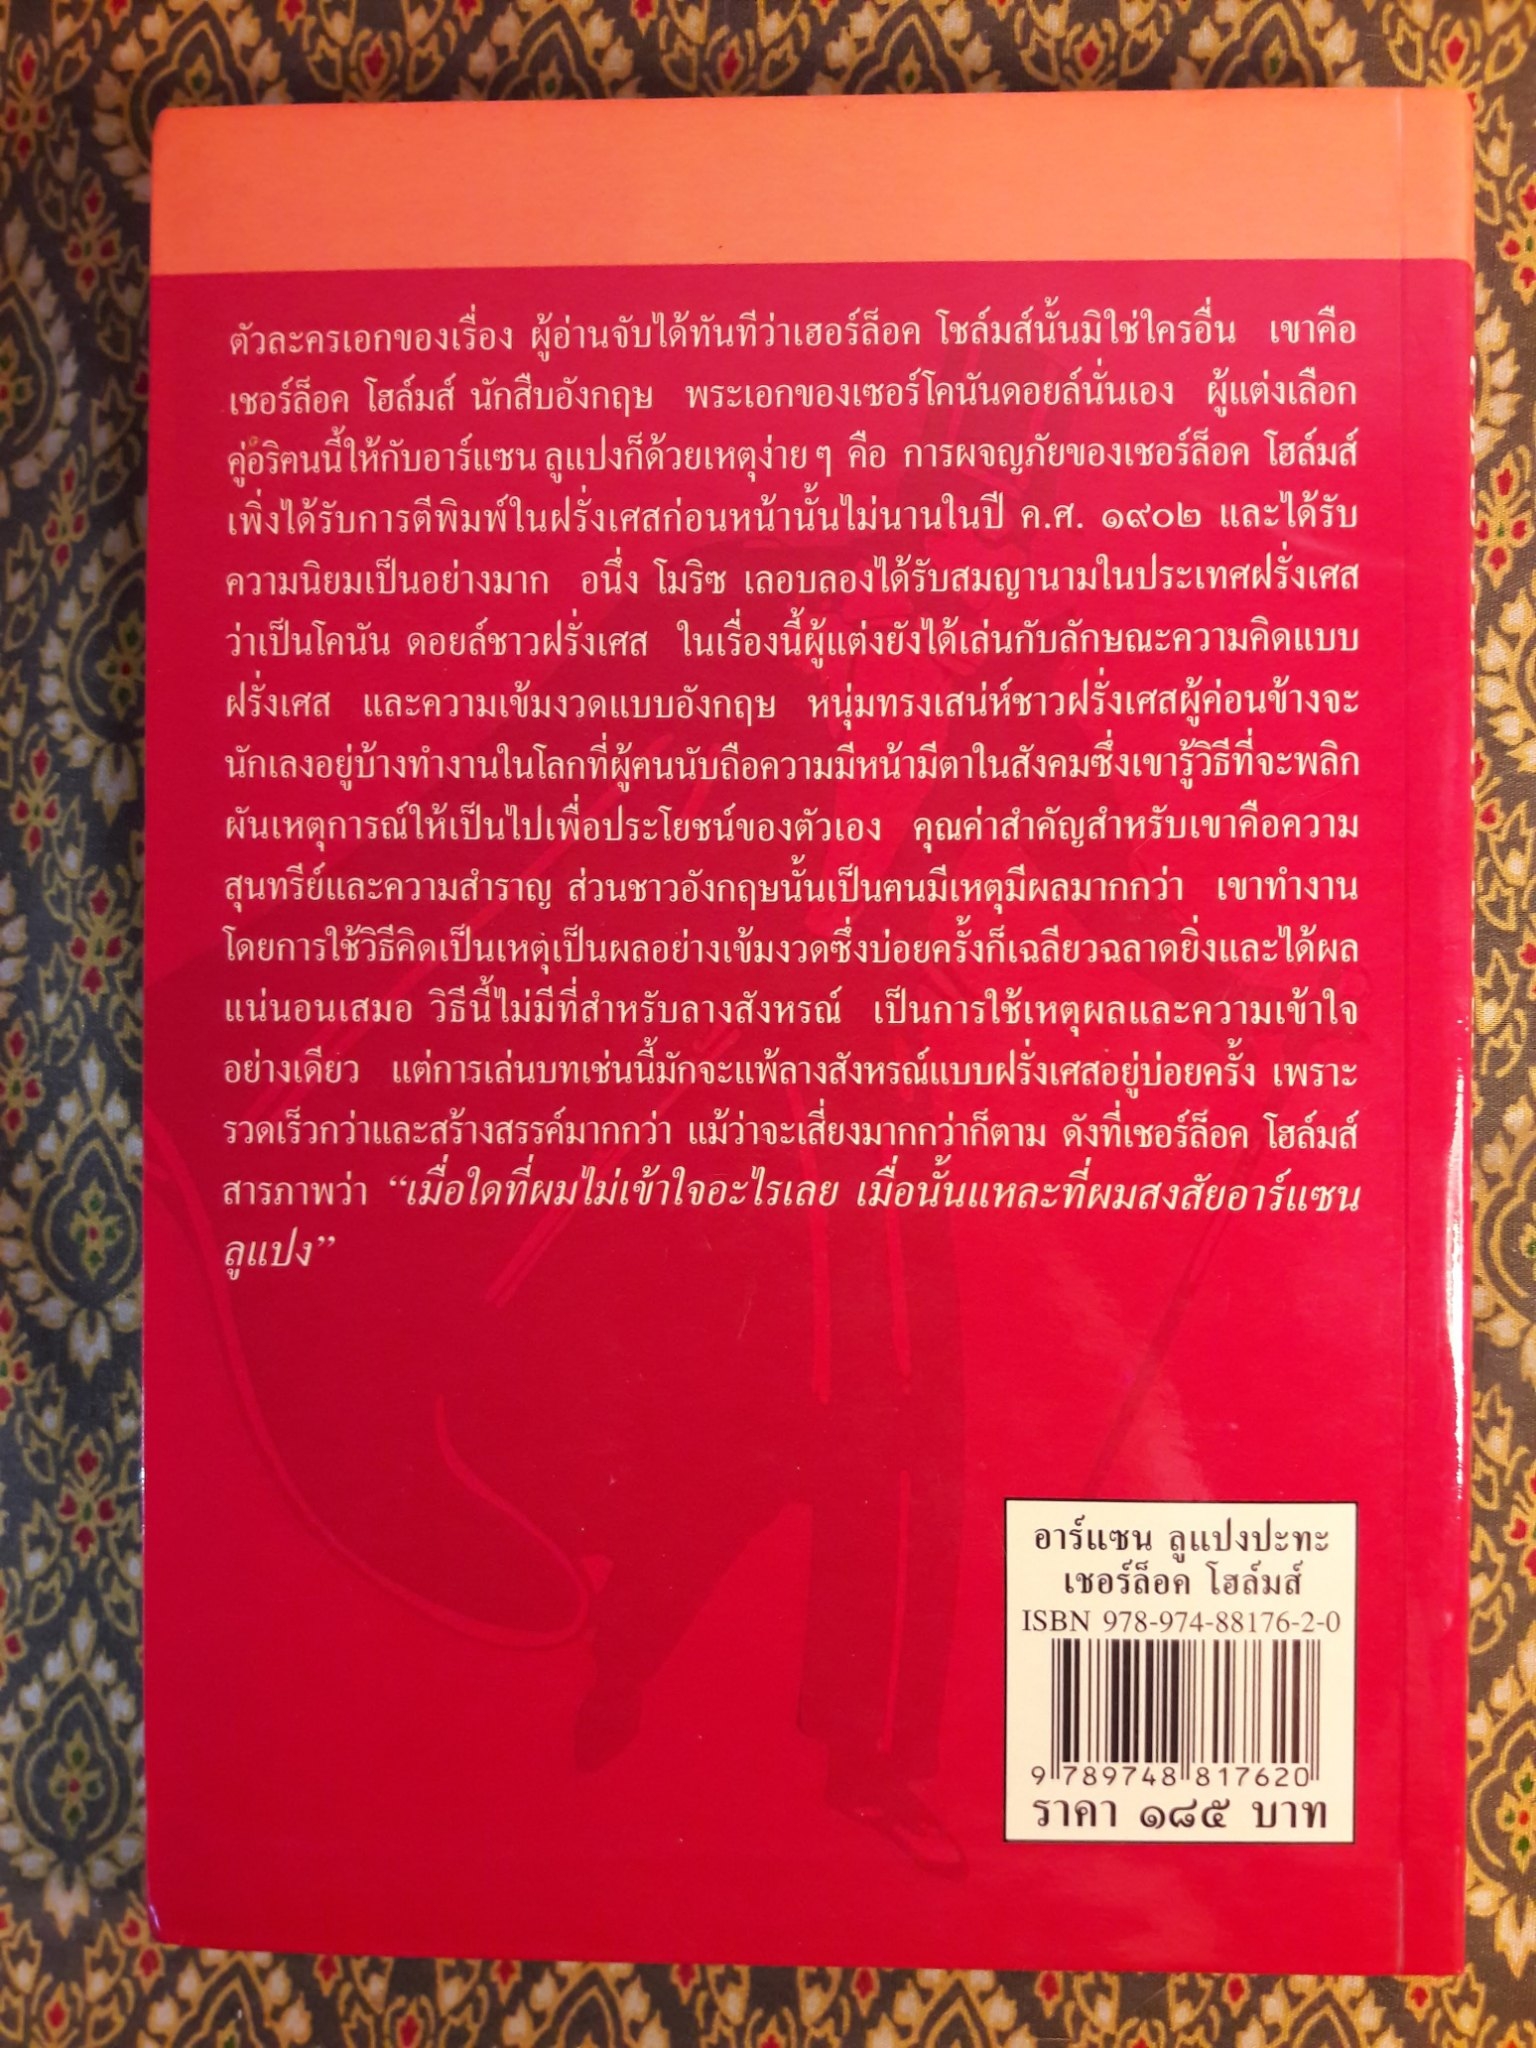 ตัวละครเอกของเรื่อง ผู้อ่านจับได้ทันทีว่าเฮอร์ล็อค โชล์มส์นั้นมิใช่ใครอื่น เขาคือ
เชอร์ล็อค โฮล์มส์ นักสืบอังกฤษ พระเอกของเซอร์โคนันดอยล์นั่นเอง ผู้แต่งเลือก
คู่อริคนนี้ให้กับอาร์แซน ลูแปงก็ด้วยเหตุง่าย ๆ คือ การผจญภัยของเชอร์ล็อค โฮล์มส์
เพิ่งได้รับการตีพิมพ์ในฝรั่งเศสก่อนหน้านั้นไม่นานในปี ค.ศ. ๑๙๐๒ และได้รับ
ความนิยมเป็นอย่างมาก อนึ่ง โมริซ เลอบลองได้รับสมญานามในประเทศฝรั่งเศส
ว่าเป็นโคนัน ดอยล์ชาวฝรั่งเศส ในเรื่องนี้ผู้แต่งยังได้เล่นกับลักษณะความคิดแบบ
ฝรั่งเศส และความเข้มงวดแบบอังกฤษ หนุ่มทรงเสน่ห์ชาวฝรั่งเศสผู้ค่อนข้างจะ
นักเลงอยู่บ้างทำงานในโลกที่ผู้คนนับถือความมีหน้ามีตาในสังคมซึ่งเขารู้วิธีที่จะพลิก
ผันเหตุการณ์ให้เป็นไปเพื่อประโยชน์ของตัวเอง คุณค่าสำคัญสำหรับเขาคือความ
สุนทรีย์และความสำราญ ส่วนชาวอังกฤษนั้นเป็นคนมีเหตุมีผลมากกว่า เขาทำงาน
โดยการใช้วิธีคิดเป็นเหตุเป็นผลอย่างเข้มงวดซึ่งบ่อยครั้งก็เฉลียวฉลาดยิ่งและได้ผล
แน่นอนเสมอ วิธีนี้ไม่มีที่สำหรับลางสังหรณ์ เป็นการใช้เหตุผลและความเข้าใจ
อย่างเดียว แต่การเล่นบทเช่นนี้มักจะแพ้ลางสังหรณ์แบบฝรั่งเศสอยู่บ่อยครั้ง เพราะ
รวดเร็วกว่าและสร้างสรรค์มากกว่า แม้ว่าจะเสี่ยงมากกว่าก็ตาม ดังที่เชอร์ล็อค โฮล์มส์
สารภาพว่า “เมื่อใดที่ผมไม่เข้าใจอะไรเลย เมื่อนั้นแหละที่ผมสงสัยอาร์แซน
ลูแปง”
อาร์แซน ลูแปงปะทะ
เชอร์ล็อค โฮล์มส์
ISBN 978-974-88176-2-0
9 789748 817620
ราคา ๑๘๕ บาท